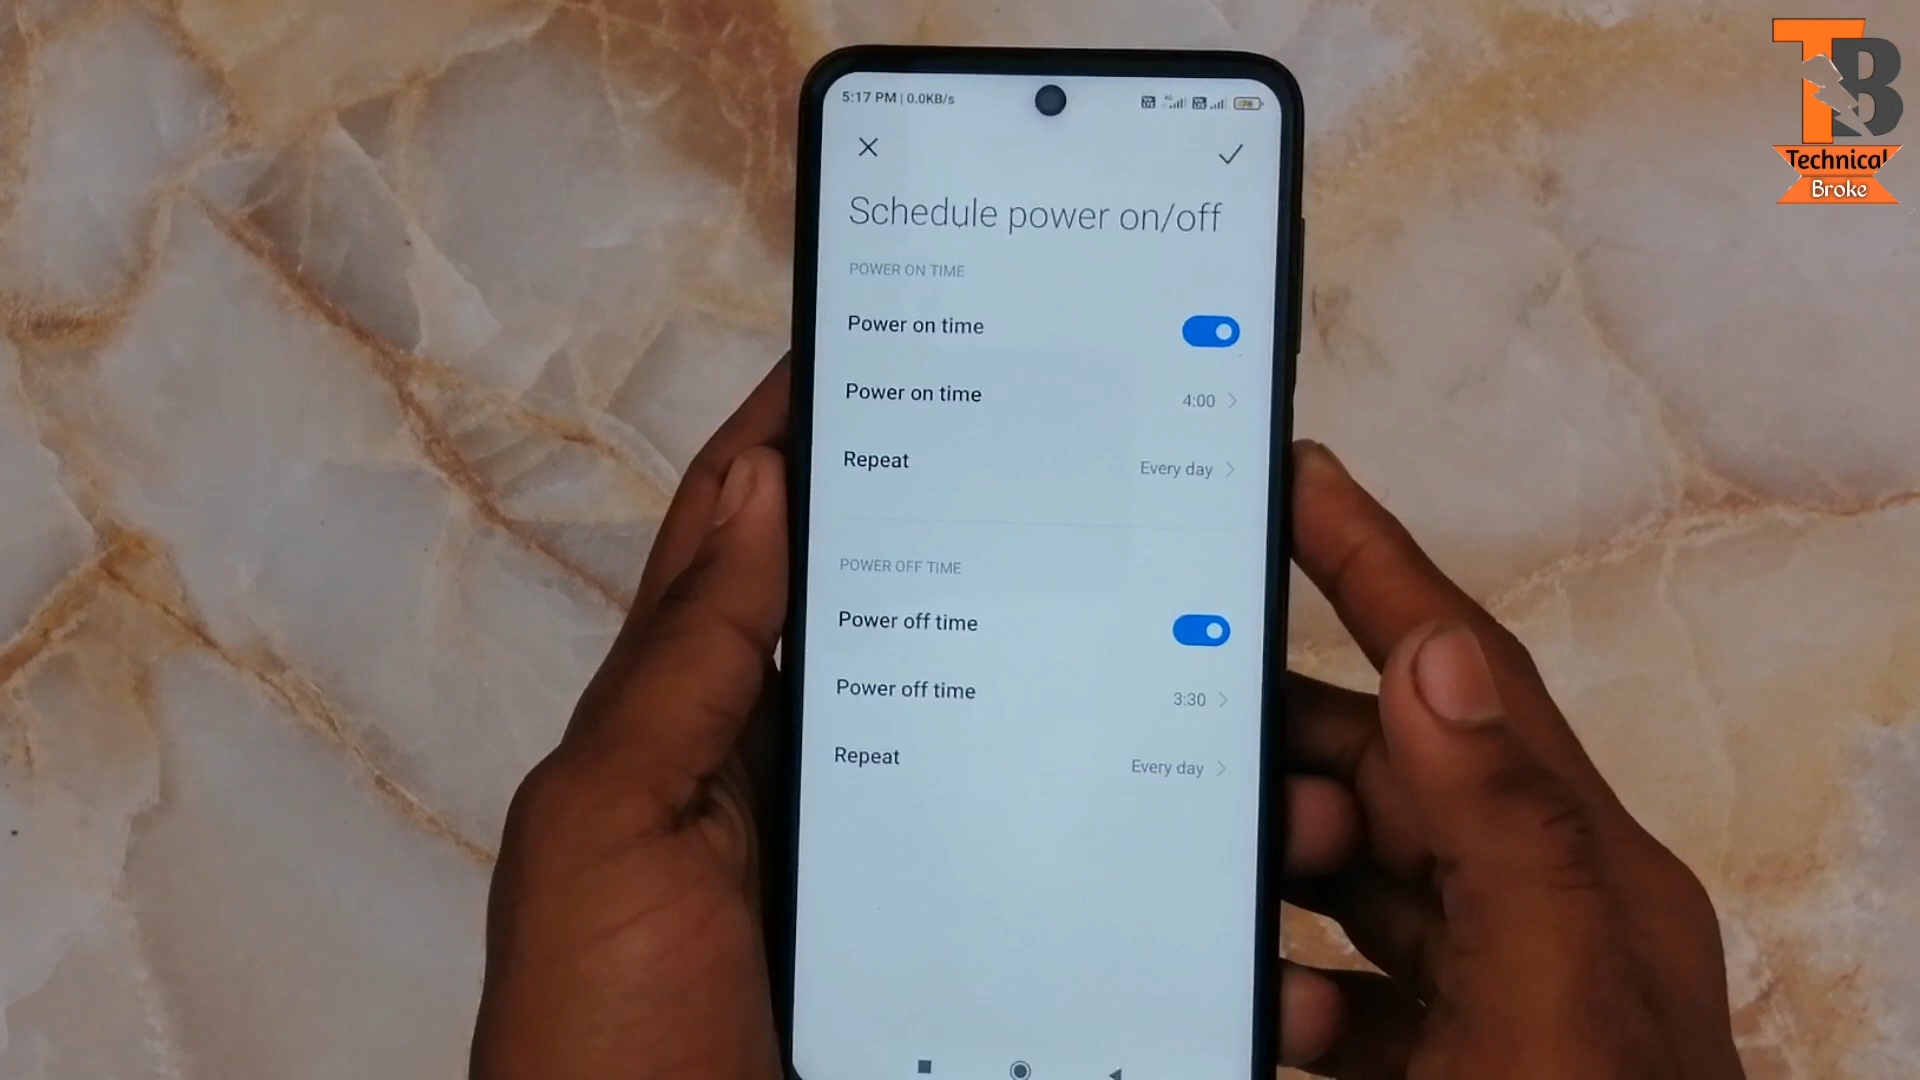 5:17 PM | 0.0KB/s
Schedule power on/off
POWER ON TIME
Power on time
Power on time 4:00
Repeat Every day
POWER OFF TIME
Power off time
Power off time 3:30
Repeat Every day
TB
Technical
Broke